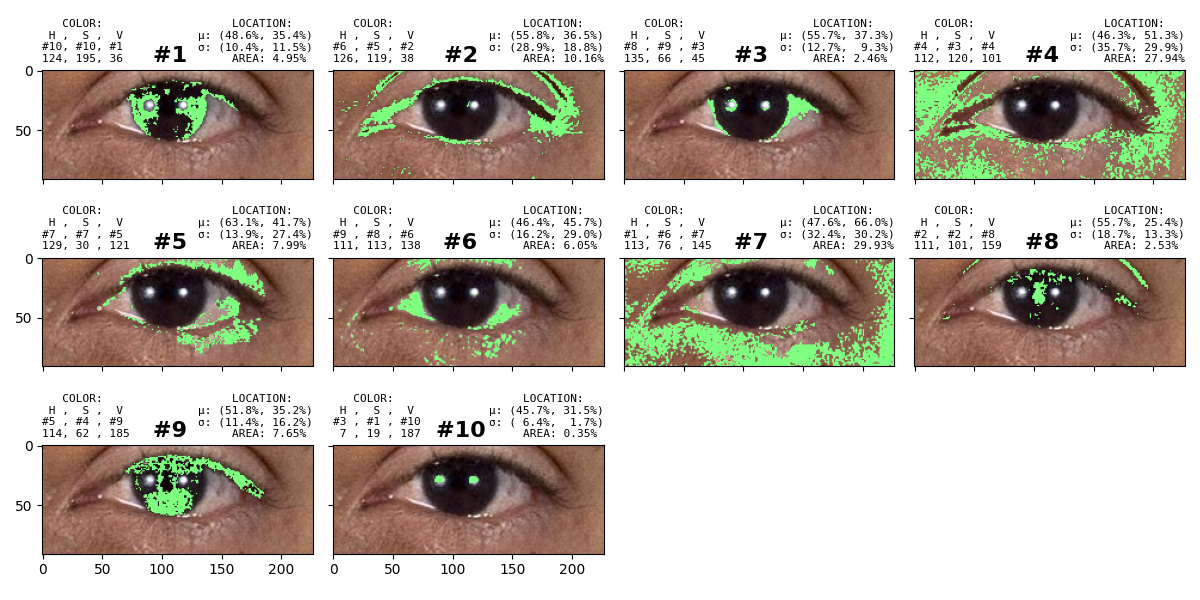 COLOR: LOCATION:
H , S , V μ: (48.6%, 35.4%)
#10, #10, #1 #1 σ: (10.4%, 11.5%)
124, 195, 36 AREA: 4.95%
COLOR: LOCATION:
H , S , V μ: (55.8%, 36.5%)
#6 , #5 , #2 #2 σ: (28.9%, 18.8%)
126, 119, 38 AREA: 10.16%
COLOR: LOCATION:
H , S , V μ: (55.7%, 37.3%)
#8 , #9 , #3 #3 σ: (12.7%, 9.3%)
135, 66 , 45 AREA: 2.46%
COLOR: LOCATION:
H , S , V μ: (46.3%, 51.3%)
#4 , #3 , #4 #4 σ: (35.7%, 29.9%)
112, 120, 101 AREA: 27.94%
0
50
COLOR: LOCATION:
H , S , V μ: (63.1%, 41.7%)
#7 , #7 , #5 #5 σ: (13.9%, 27.4%)
129, 30 , 121 AREA: 7.99%
COLOR: LOCATION:
H , S , V μ: (46.4%, 45.7%)
#9 , #8 , #6 #6 σ: (16.2%, 29.0%)
111, 113, 138 AREA: 6.05%
COLOR: LOCATION:
H , S , V μ: (47.6%, 66.0%)
#1 , #6 , #7 #7 σ: (32.4%, 30.2%)
113, 76 , 145 AREA: 29.93%
COLOR: LOCATION:
H , S , V μ: (55.7%, 25.4%)
#2 , #2 , #8 #8 σ: (18.7%, 13.3%)
111, 101, 159 AREA: 2.53%
0
50
COLOR: LOCATION:
H , S , V μ: (51.8%, 35.2%)
#5 , #4 , #9 #9 σ: (11.4%, 16.2%)
114, 62 , 185 AREA: 7.65%
COLOR: LOCATION:
H , S , V μ: (45.7%, 31.5%)
#3 , #1 , #10 #10 σ: ( 6.4%, 1.7%)
7 , 19 , 187 AREA: 0.35%
0
50
0 50 100 150 200
0 50 100 150 200